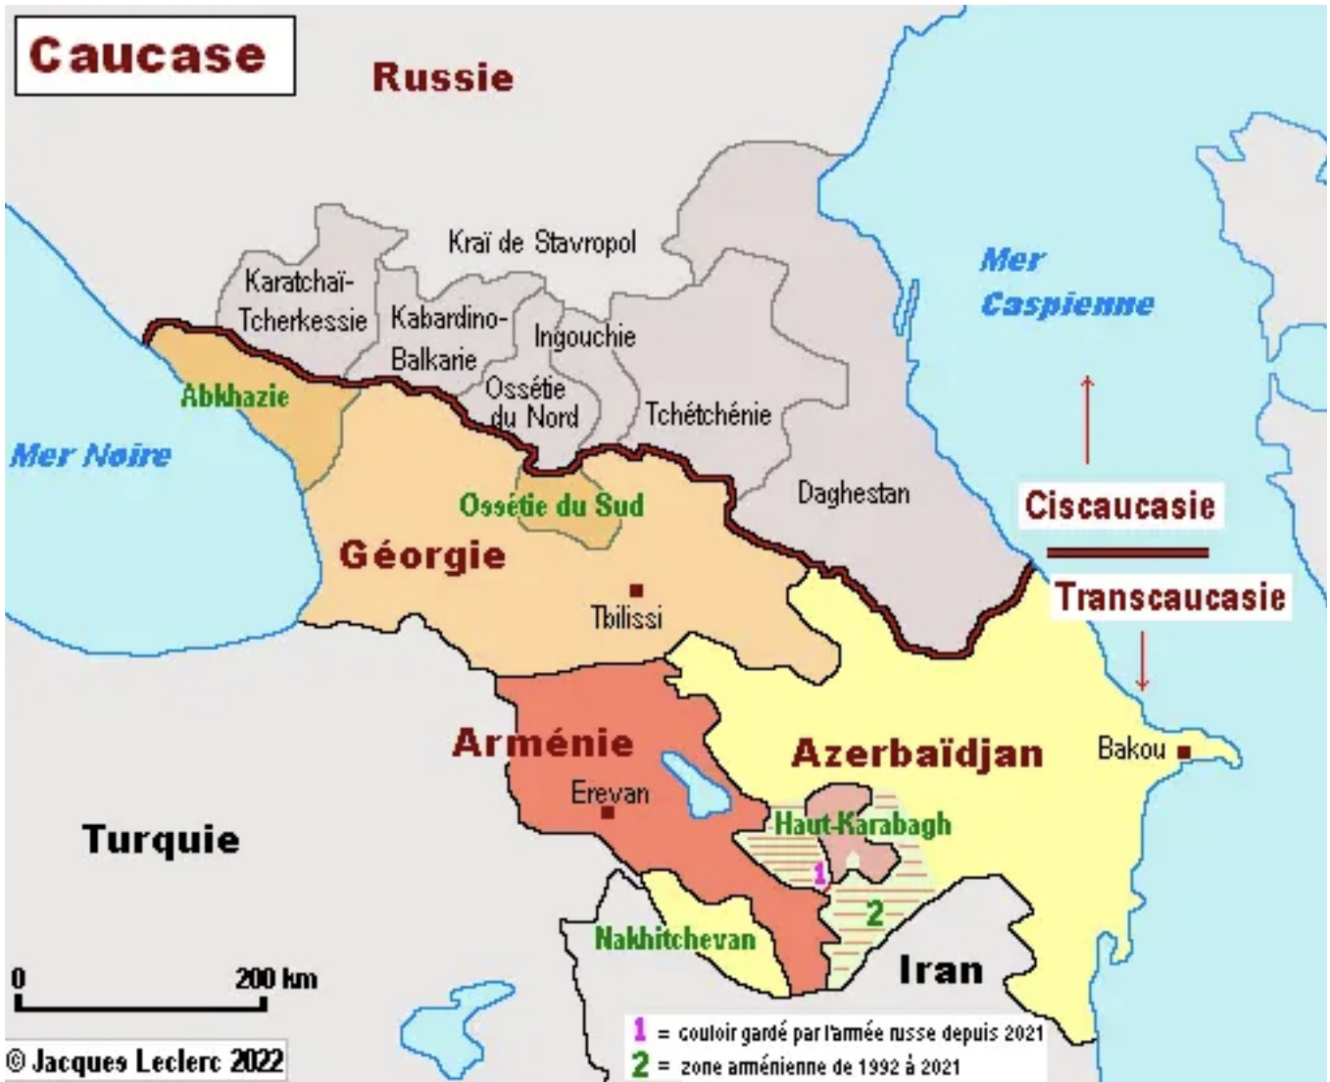 Caucase
Russie
Kraï de Stavropol
Karatchaï-
Tcherkessie
Kabardino-
Balkarie
Ingouchie
Ossétie
du Nord
Tchétchénie
Daghestan
Mer
Caspienne
Abkhazie
Mer Noire
Ossétie du Sud
Ciscaucasie
Géorgie
Transcaucasie
Tbilissi
Arménie
Azerbaïdjan
Bakou
Erevan
Haut-Karabagh
Turquie
1
2
Nakhitchevan
Iran
0 200 km
1 = couloir gardé par l'armée russe depuis 2021
2 = zone arménienne de 1992 à 2021
© Jacques Leclerc 2022